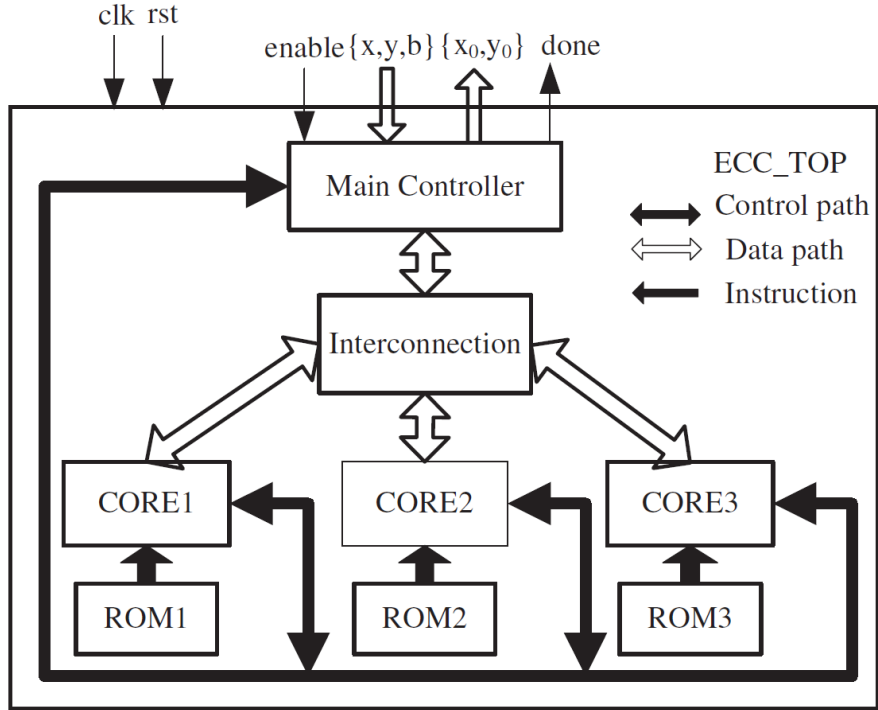 clk rst
enable {x,y,b} {x₀,y₀} done
Main Controller
ECC_TOP
Control path
Data path
Instruction
Interconnection
CORE1 CORE2 CORE3
ROM1 ROM2 ROM3